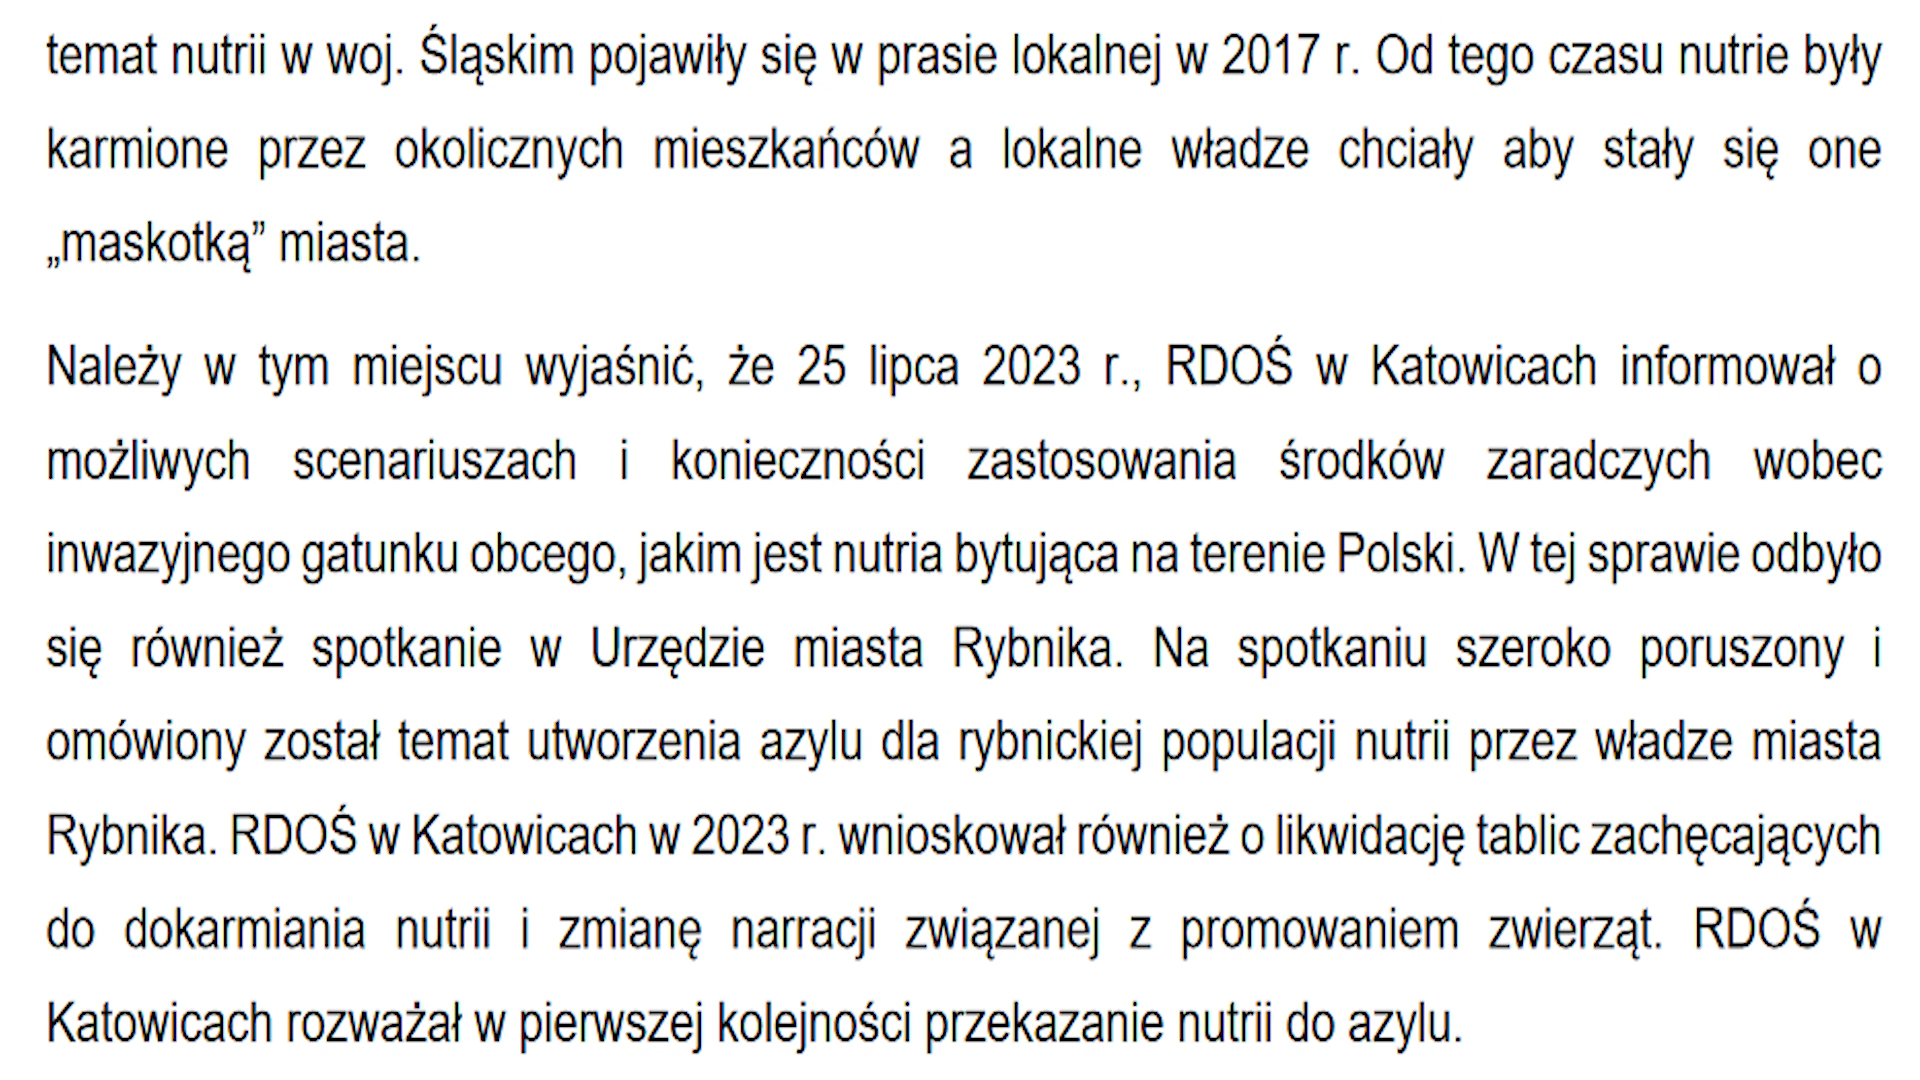 temat nutrii w woj. Śląskim pojawiły się w prasie lokalnej w 2017 r. Od tego czasu nutrie były
karmione przez okolicznych mieszkańców a lokalne władze chciały aby stały się one
„maskotką” miasta.
Należy w tym miejscu wyjaśnić, że 25 lipca 2023 r., RDOŚ w Katowicach informował o
możliwych scenariuszach i konieczności zastosowania środków zaradczych wobec
inwazyjnego gatunku obcego, jakim jest nutria bytująca na terenie Polski. W tej sprawie odbyło
się również spotkanie w Urzędzie miasta Rybnika. Na spotkaniu szeroko poruszony i
omówiony został temat utworzenia azylu dla rybnickiej populacji nutrii przez władze miasta
Rybnika. RDOŚ w Katowicach w 2023 r. wnioskował również o likwidację tablic zachęcających
do dokarmiania nutrii i zmianę narracji związanej z promowaniem zwierząt. RDOŚ w
Katowicach rozważał w pierwszej kolejności przekazanie nutrii do azylu.